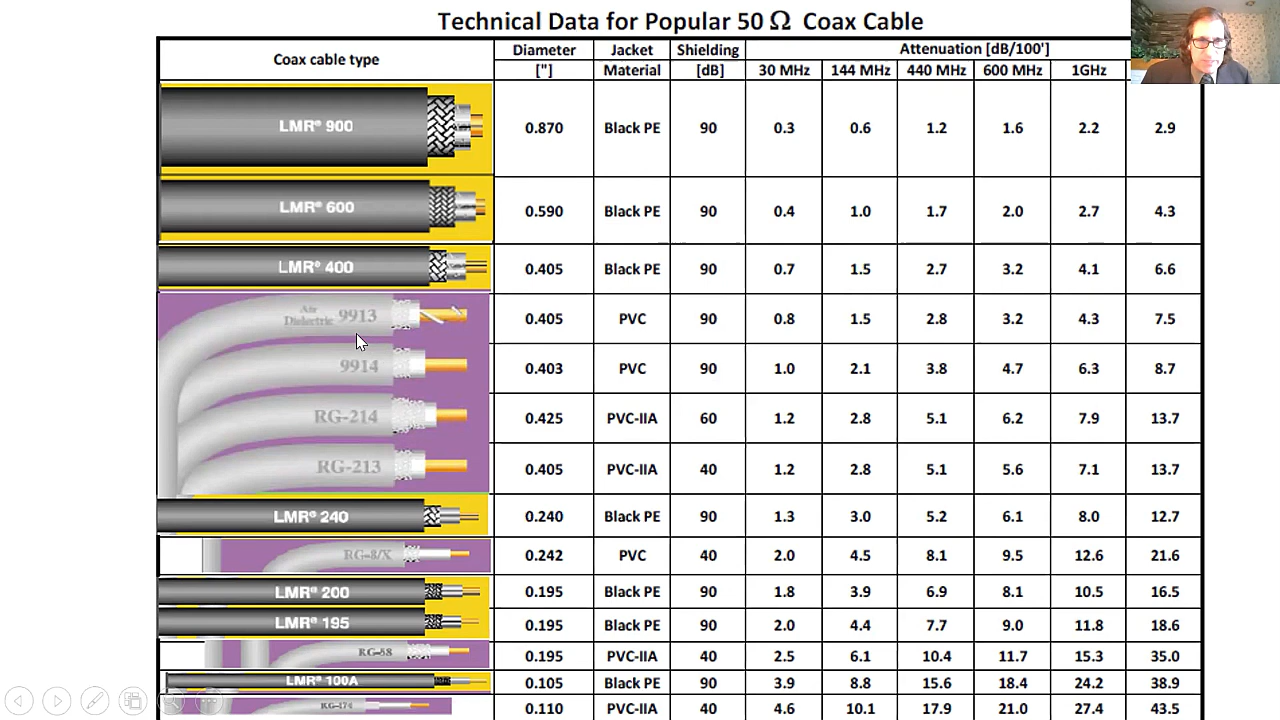 Technical Data for Popular 50 Ω Coax Cable
Coax cable type Diameter Jacket Shielding Attenuation [dB/100']
["] Material [dB] 30 MHz 144 MHz 440 MHz 600 MHz 1GHz
LMR® 900 0.870 Black PE 90 0.3 0.6 1.2 1.6 2.2 2.9
LMR® 600 0.590 Black PE 90 0.4 1.0 1.7 2.0 2.7 4.3
LMR® 400 0.405 Black PE 90 0.7 1.5 2.7 3.2 4.1 6.6
Air Dielectric 9913 0.405 PVC 90 0.8 1.5 2.8 3.2 4.3 7.5
9914 0.403 PVC 90 1.0 2.1 3.8 4.7 6.3 8.7
RG-214 0.425 PVC-IIA 60 1.2 2.8 5.1 6.2 7.9 13.7
RG-213 0.405 PVC-IIA 40 1.2 2.8 5.1 5.6 7.1 13.7
LMR® 240 0.240 Black PE 90 1.3 3.0 5.2 6.1 8.0 12.7
RG-8/X 0.242 PVC 40 2.0 4.5 8.1 9.5 12.6 21.6
LMR® 200 0.195 Black PE 90 1.8 3.9 6.9 8.1 10.5 16.5
LMR® 195 0.195 Black PE 90 2.0 4.4 7.7 9.0 11.8 18.6
RG-58 0.195 PVC-IIA 40 2.5 6.1 10.4 11.7 15.3 35.0
LMR® 100A 0.105 Black PE 90 3.9 8.8 15.6 18.4 24.2 38.9
RG-174 0.110 PVC-IIA 40 4.6 10.1 17.9 21.0 27.4 43.5